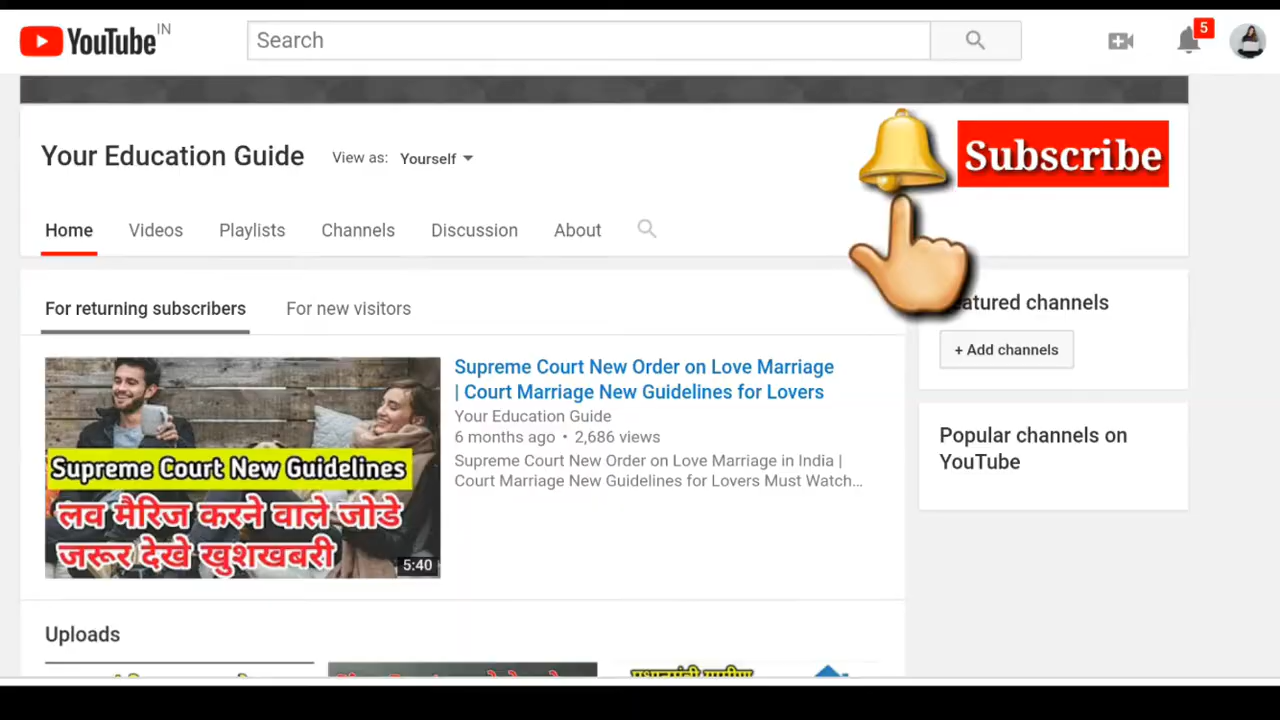 YouTube IN
Search
5
Your Education Guide
View as: Yourself
Subscribe
Home Videos Playlists Channels Discussion About
For returning subscribers For new visitors
atured channels
+ Add channels
Supreme Court New Order on Love Marriage
| Court Marriage New Guidelines for Lovers
Your Education Guide
6 months ago • 2,686 views
Supreme Court New Order on Love Marriage in India |
Court Marriage New Guidelines for Lovers Must Watch...
Supreme Court New Guidelines
लव मैरिज करने वाले जोडे
जरूर देखे खुशखबरी
5:40
Popular channels on
YouTube
Uploads
प्रधानमंत्री ग्रामीण